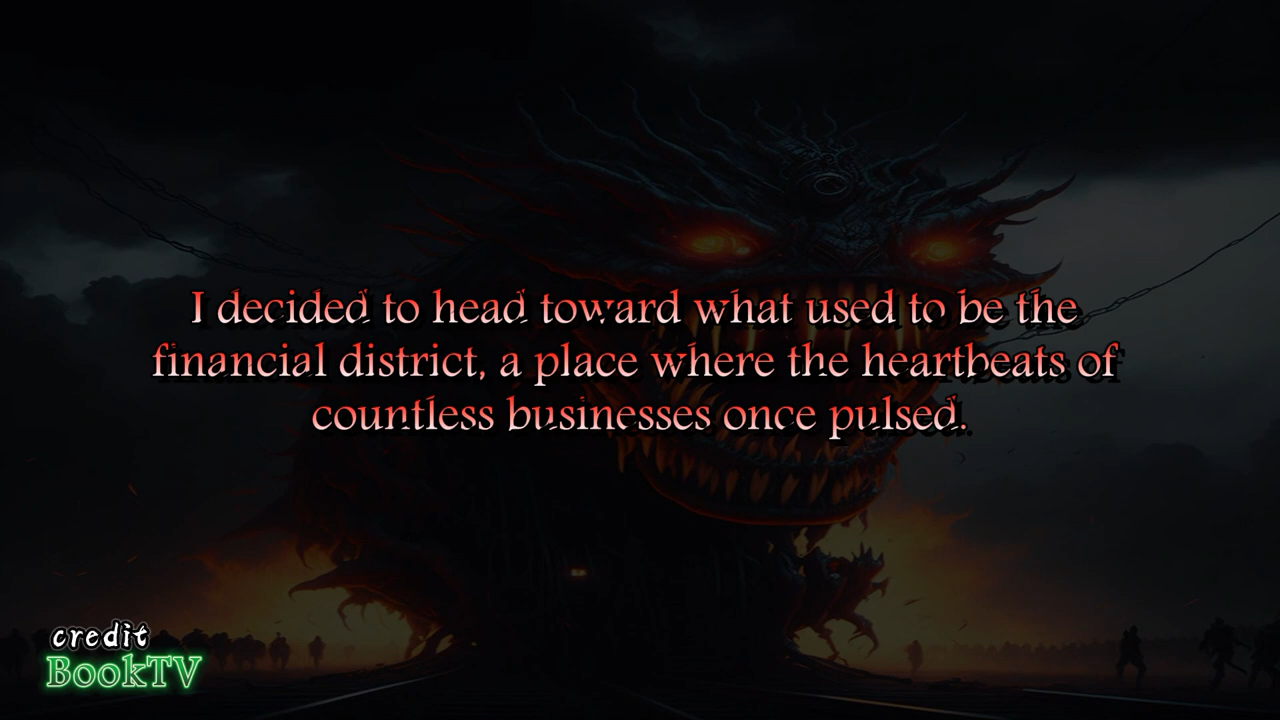 I decided to head toward what used to be the
financial district, a place where the heartbeats of
countless businesses once pulsed.
credit
BookTV